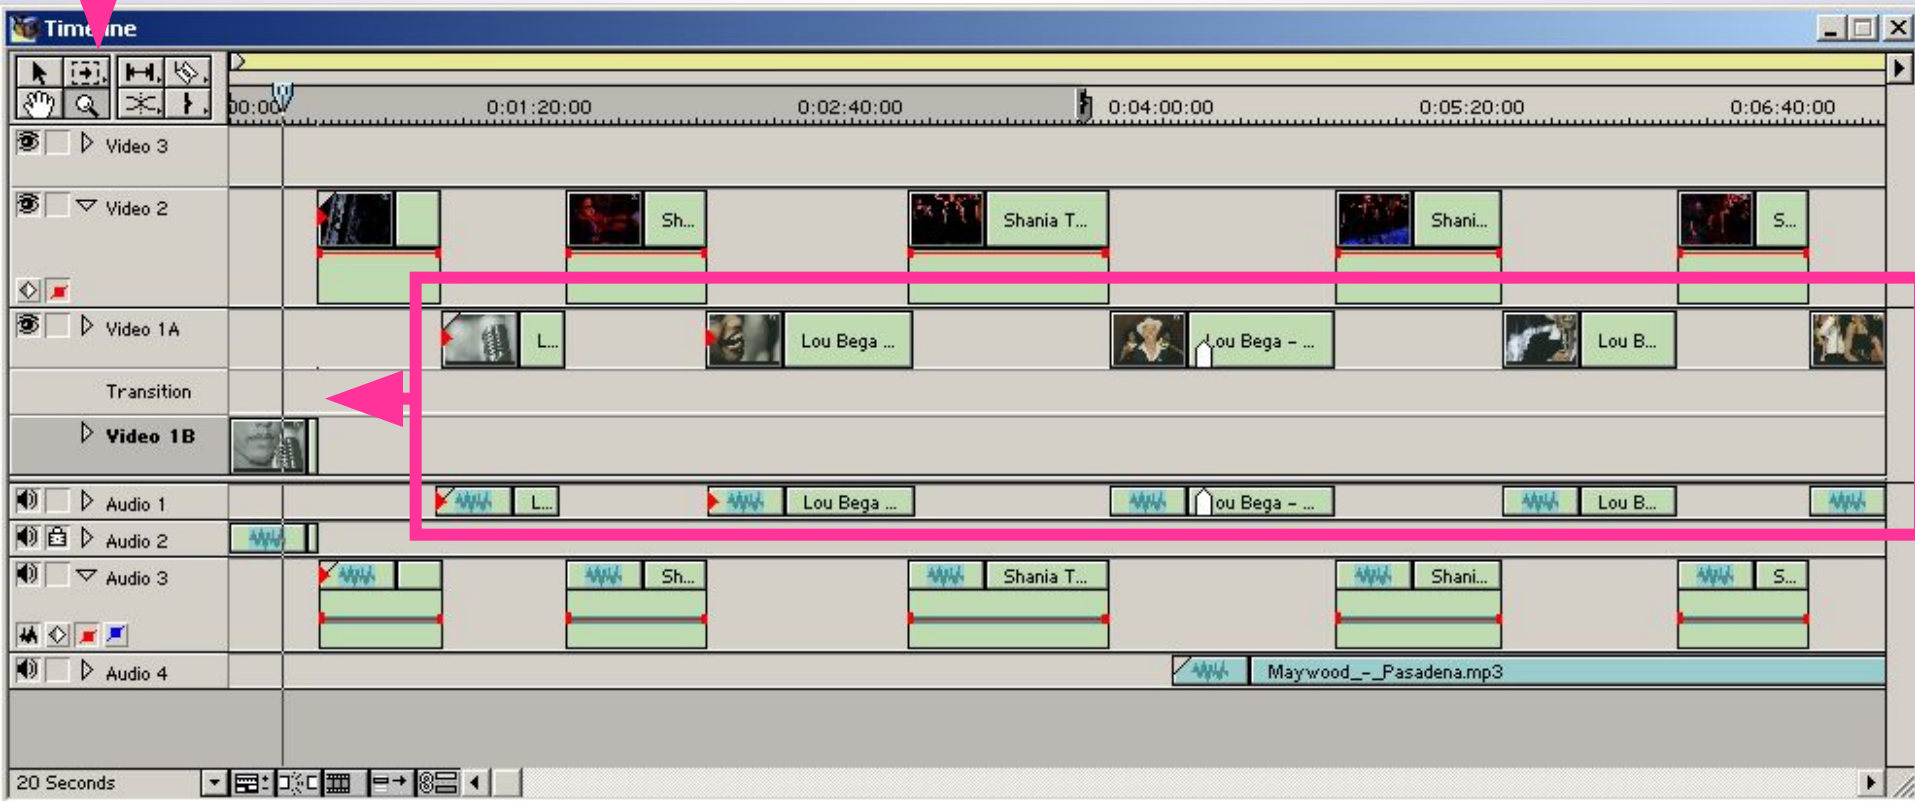 Timeline
00:00 0:01:20:00 0:02:40:00 0:04:00:00 0:05:20:00 0:06:40:00
Video 3
Video 2 Sh... Shania T... Shani... S...
Video 1A L... Lou Bega ... Lou Bega - ... Lou B...
Transition
Video 1B
Audio 1 L... Lou Bega ... ou Bega - ... Lou B...
Audio 2
Audio 3 Sh... Shania T... Shani... S...
Audio 4 Maywood_-_Pasadena.mp3
20 Seconds